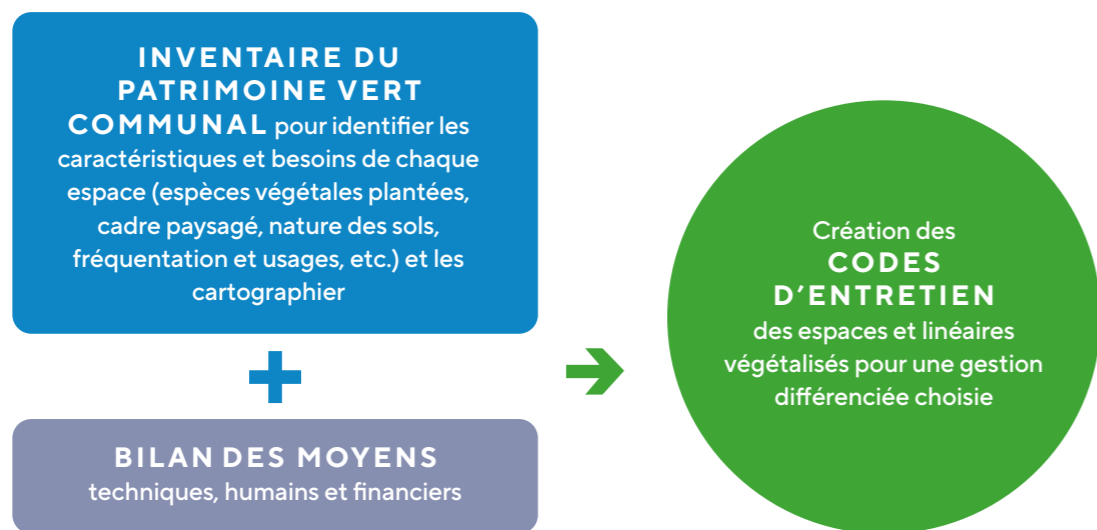 INVENTAIRE DU
PATRIMOINE VERT
COMMUNAL pour identifier les
caractéristiques et besoins de chaque
espace (espèces végétales plantées,
cadre paysagé, nature des sols,
fréquentation et usages, etc.) et les
cartographier
BILAN DES MOYENS
techniques, humains et financiers
Création des
CODES
D'ENTRETIEN
des espaces et linéaires
végétalisés pour une gestion
différenciée choisie